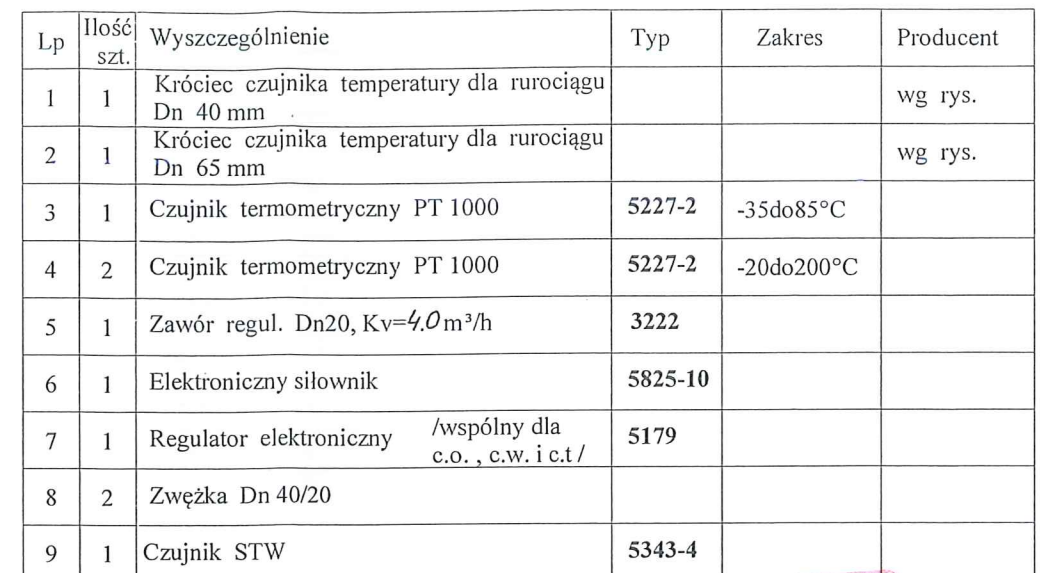 Lp Ilość szt. Wyszczególnienie Typ Zakres Producent
1 1 Króciec czujnika temperatury dla rurociągu Dn 40 mm wg rys.
2 1 Króciec czujnika temperatury dla rurociągu Dn 65 mm wg rys.
3 1 Czujnik termometryczny PT 1000 5227-2 -35do85°C
4 2 Czujnik termometryczny PT 1000 5227-2 -20do200°C
5 1 Zawór regul. Dn20, Kv=4.0 m³/h 3222
6 1 Elektroniczny siłownik 5825-10
7 1 Regulator elektroniczny /wspólny dla c.o. , c.w. i c.t / 5179
8 2 Zwężka Dn 40/20
9 1 Czujnik STW 5343-4